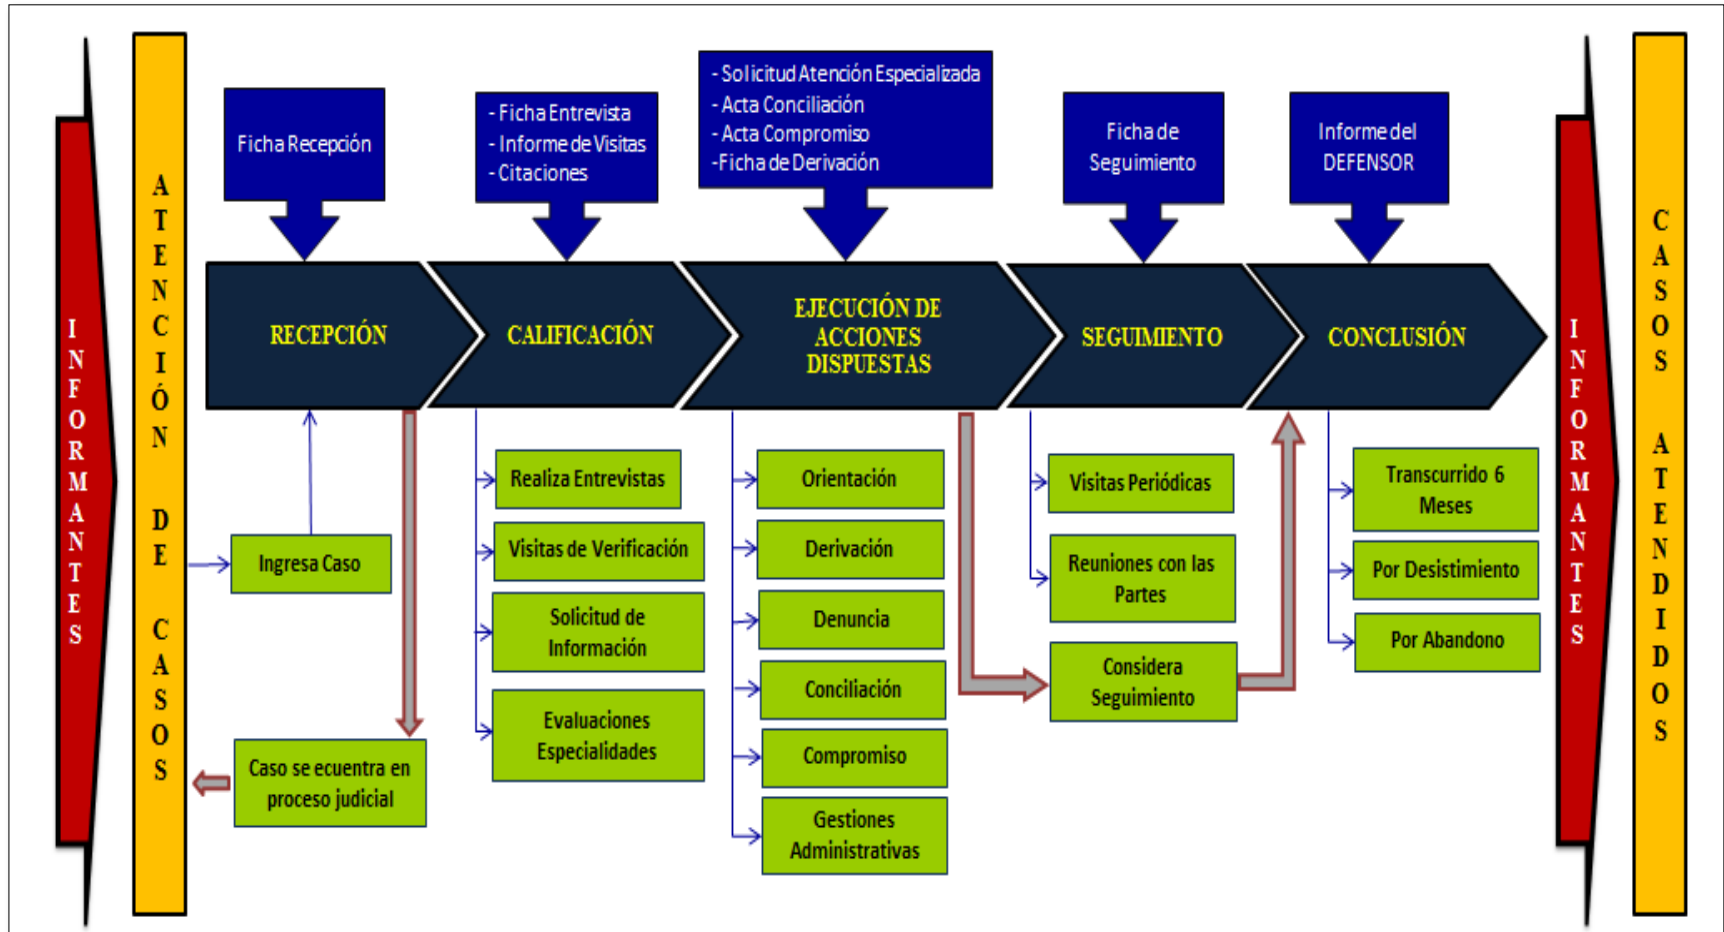 INFORMANTES
ATENCIÓN DE CASOS
Ficha Recepción
- Ficha Entrevista
- Informe de Visitas
- Citaciones
- Solicitud Atención Especializada
- Acta Conciliación
- Acta Compromiso
-Ficha de Derivación
Ficha de
Seguimiento
Informe del
DEFENSOR
RECEPCIÓN
CALIFICACIÓN
EJECUCIÓN DE
ACCIONES
DISPUESTAS
SEGUIMIENTO
CONCLUSIÓN
Ingresa Caso
Caso se ecuentra en
proceso judicial
Realiza Entrevistas
Visitas de Verificación
Solicitud de
Información
Evaluaciones
Especialidades
Orientación
Derivación
Denuncia
Conciliación
Compromiso
Gestiones
Administrativas
Visitas Periódicas
Reuniones con las
Partes
Considera
Seguimiento
Transcurrido 6
Meses
Por Desistimiento
Por Abandono
INFORMANTES
CASOS ATENDIDOS